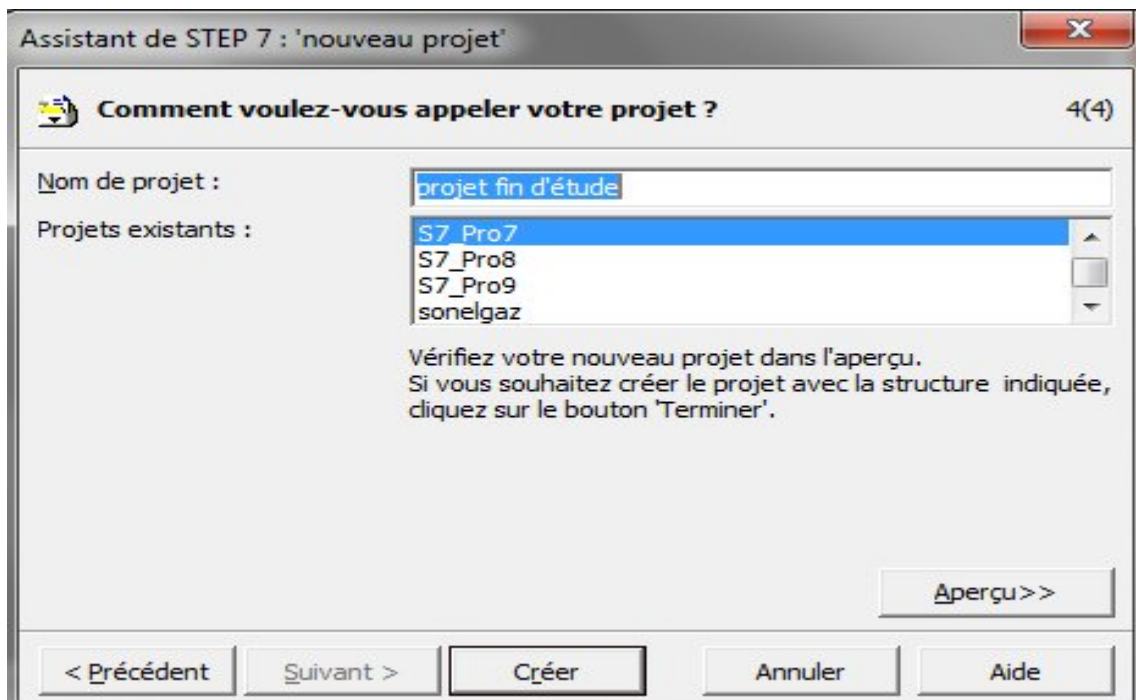 Assistant de STEP 7 : 'nouveau projet'
Comment voulez-vous appeler votre projet ? 4(4)
Nom de projet : projet fin d'étude
Projets existants : S7_Pro7
S7_Pro8
S7_Pro9
sonelgaz
Vérifiez votre nouveau projet dans l'aperçu.
Si vous souhaitez créer le projet avec la structure indiquée,
cliquez sur le bouton 'Terminer'.
Aperçu>>
< Précédent Suivant > Créer Annuler Aide